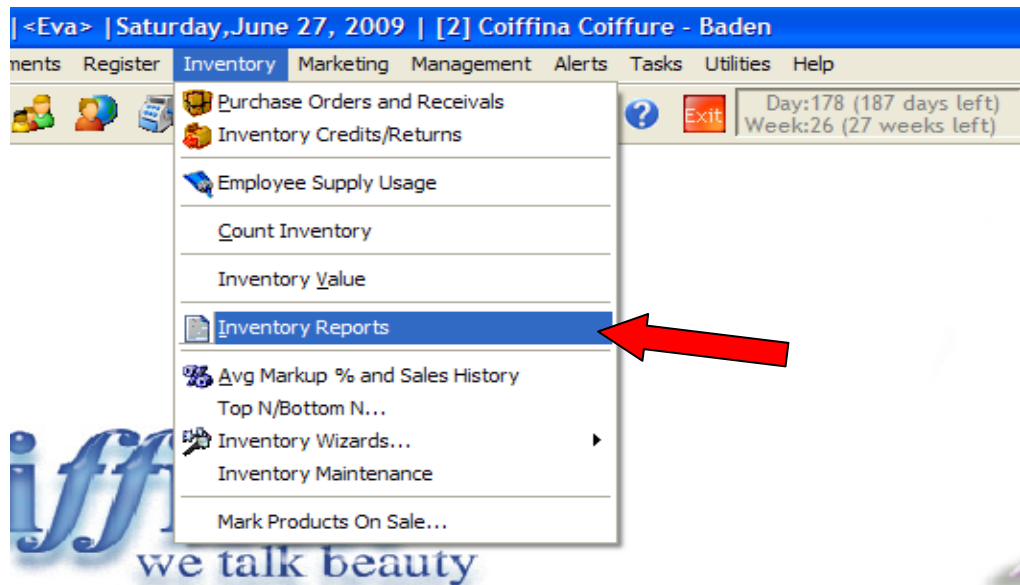 | <Eva> |Saturday,June 27, 2009 | [2] Coiffina Coiffure - Baden
ments Register Inventory Marketing Management Alerts Tasks Utilities Help
Exit
Day:178 (187 days left)
Week:26 (27 weeks left)
Purchase Orders and Receivals
Inventory Credits/Returns
Employee Supply Usage
Count Inventory
Inventory Value
Inventory Reports
Avg Markup % and Sales History
Top N/Bottom N...
Inventory Wizards...
Inventory Maintenance
Mark Products On Sale...
iff
we talk beauty